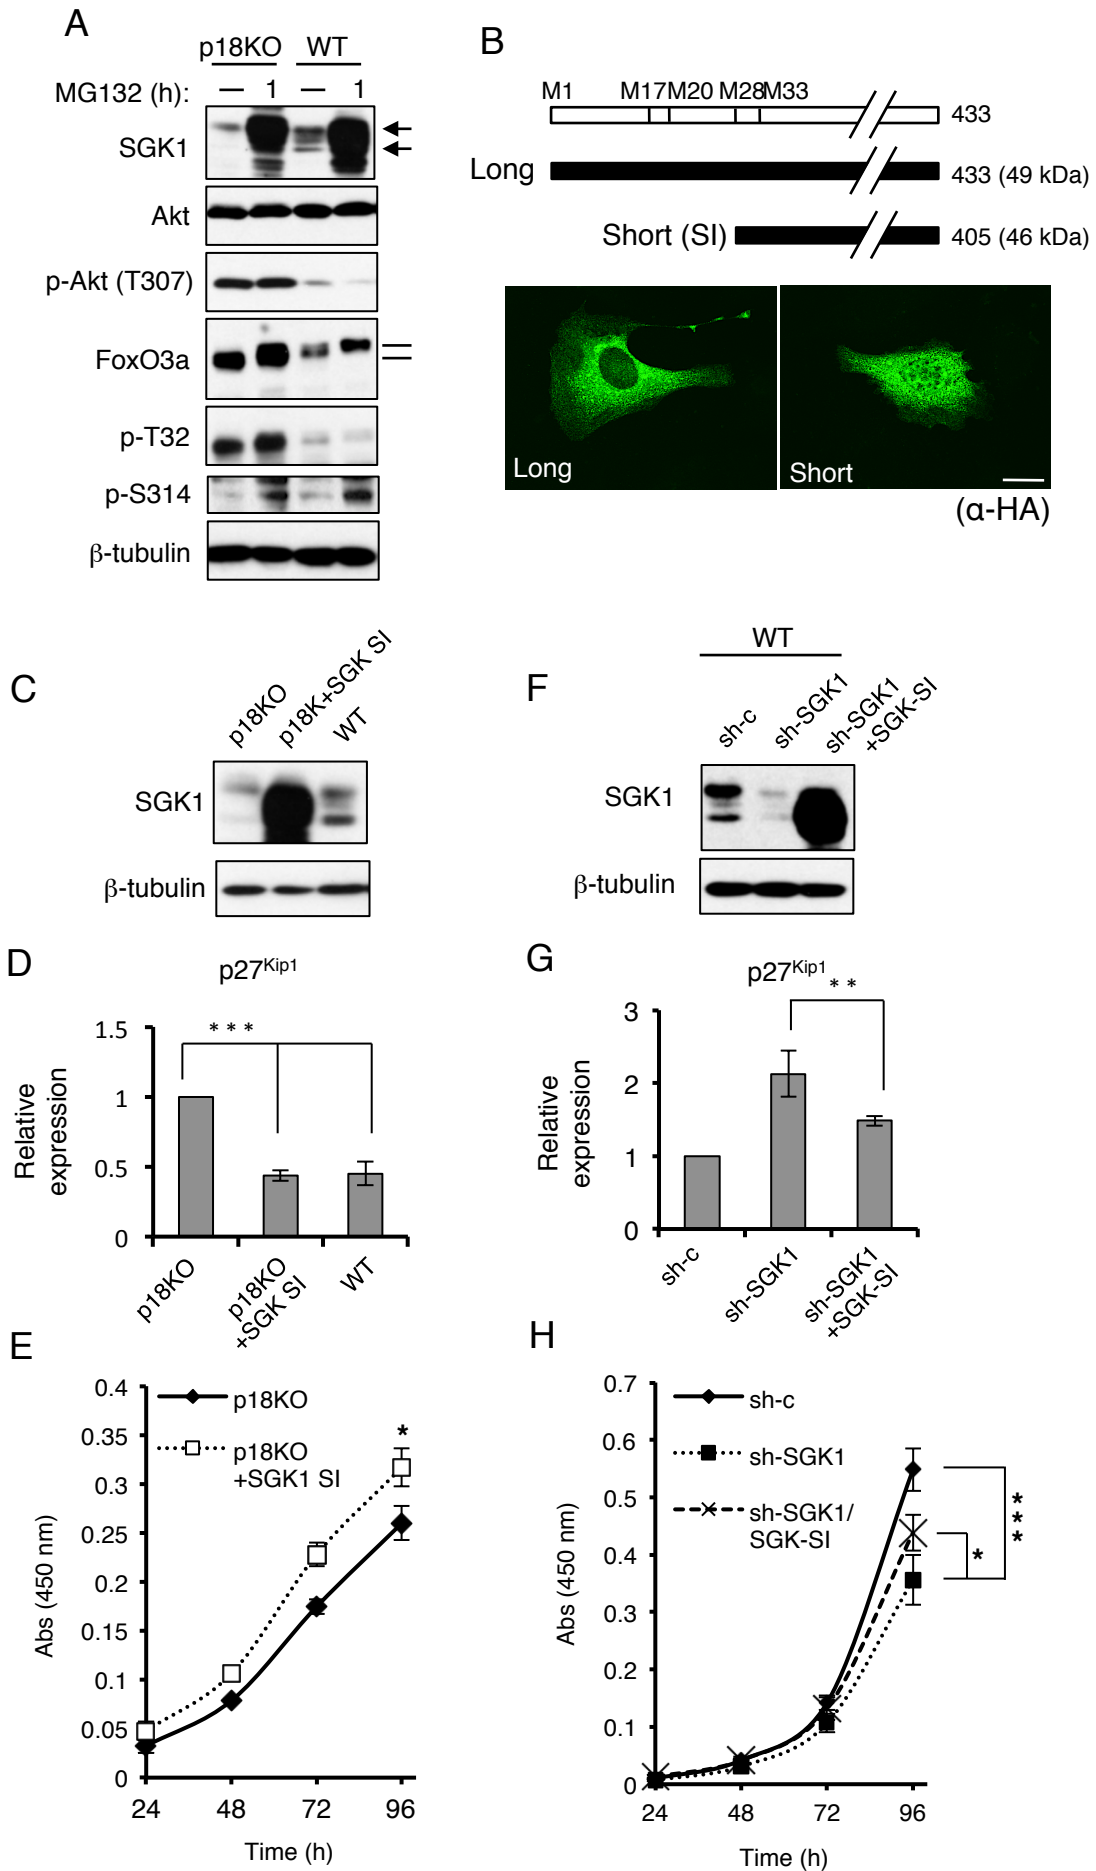 A
p18KO WT
MG132 (h): — 1 — 1
SGK1
Akt
p-Akt (T307)
FoxO3a
p-T32
p-S314
β-tubulin
B
M1 M17 M20 M28 M33
433
Long 433 (49 kDa)
Short (SI) 405 (46 kDa)
Long
Short
(α-HA)
C
p18KO
p18K+SGK SI
WT
SGK1
β-tubulin
D
p27Kip1
***
Relative
expression
1.5
1
0.5
0
p18KO
p18KO
+SGK SI
WT
E
p18KO
p18KO
+SGK1 SI
*
Abs (450 nm)
0.4
0.35
0.3
0.25
0.2
0.15
0.1
0.05
0
24 48 72 96
Time (h)
F
WT
sh-c
sh-SGK1
sh-SGK1
+SGK-SI
SGK1
β-tubulin
G
p27Kip1
**
Relative
expression
3
2
1
0
sh-c
sh-SGK1
sh-SGK1
+SGK-SI
H
sh-c
sh-SGK1
sh-SGK1/
SGK-SI
***
*
Abs (450 nm)
0.7
0.6
0.5
0.4
0.3
0.2
0.1
0
24 48 72 96
Time (h)